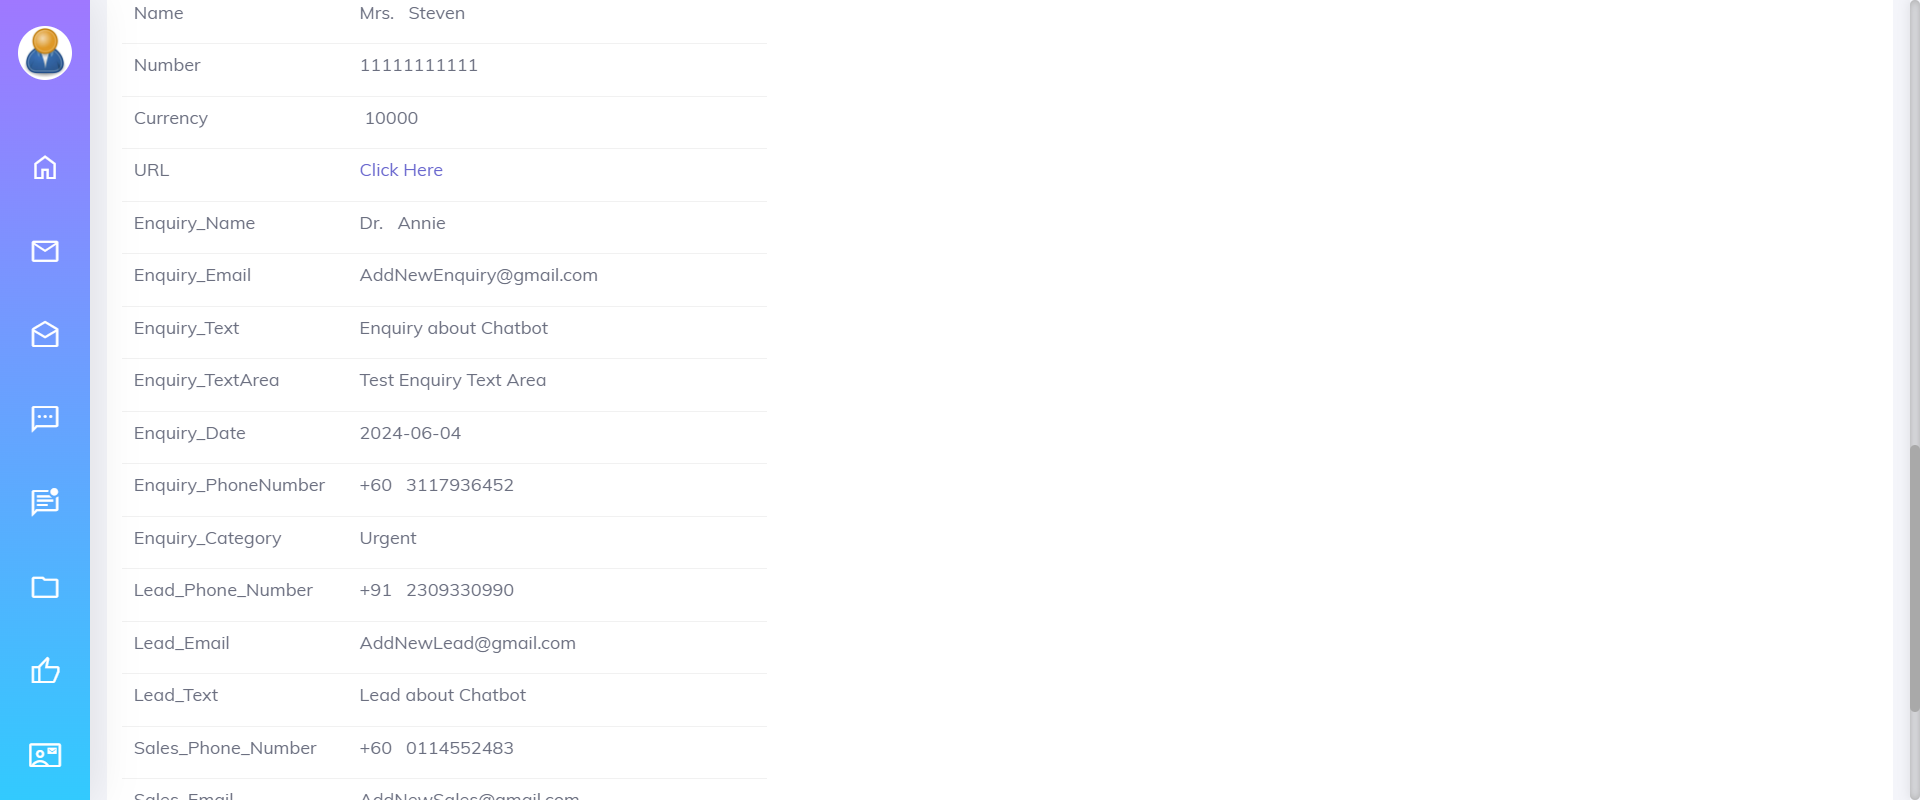 Name Mrs. Steven
Number 11111111111
Currency 10000
URL Click Here
Enquiry_Name Dr. Annie
Enquiry_Email AddNewEnquiry@gmail.com
Enquiry_Text Enquiry about Chatbot
Enquiry_TextArea Test Enquiry Text Area
Enquiry_Date 2024-06-04
Enquiry_PhoneNumber +60 3117936452
Enquiry_Category Urgent
Lead_Phone_Number +91 2309330990
Lead_Email AddNewLead@gmail.com
Lead_Text Lead about Chatbot
Sales_Phone_Number +60 0114552483
Sales_Email AddNewSales@gmail.com